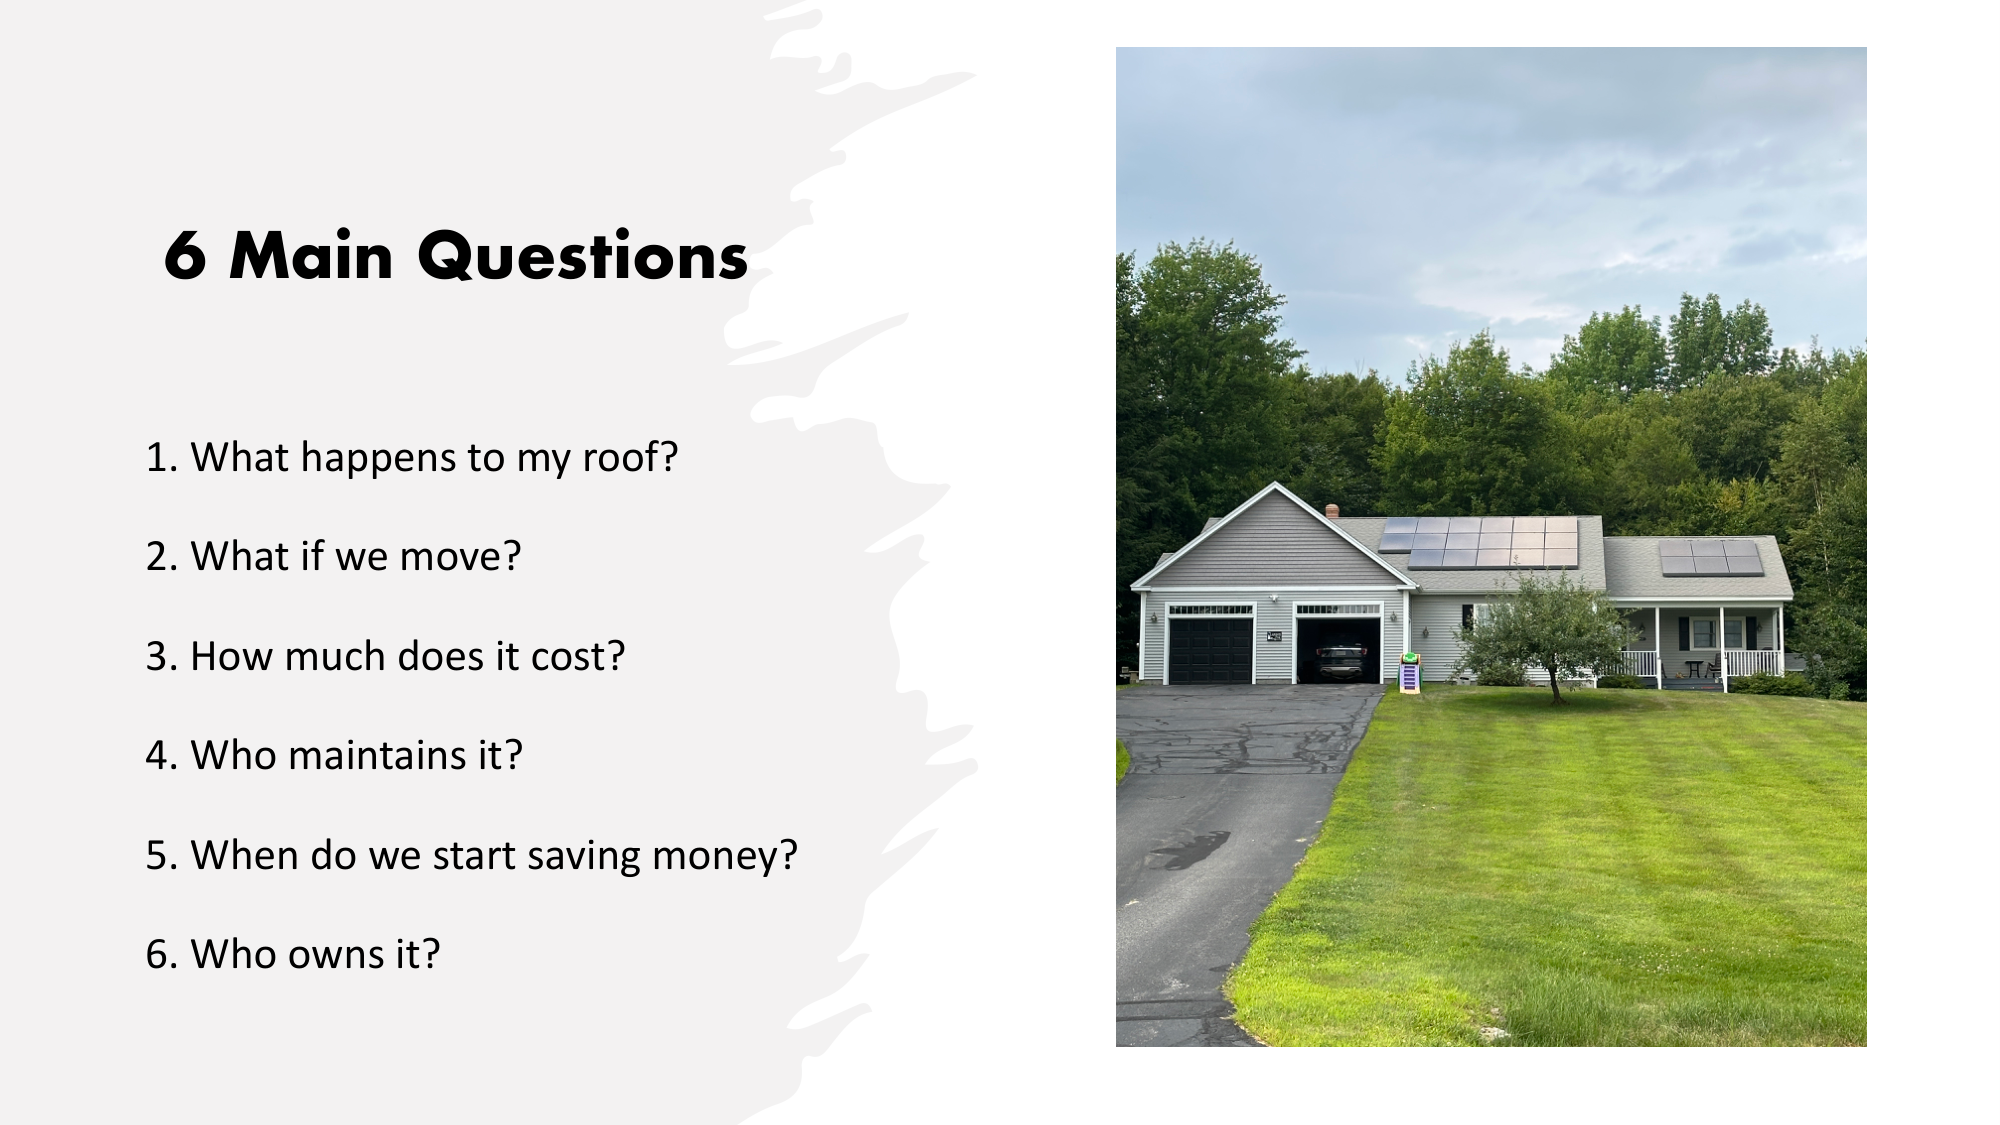 6 Main Questions
1. What happens to my roof?
2. What if we move?
3. How much does it cost?
4. Who maintains it?
5. When do we start saving money?
6. Who owns it?